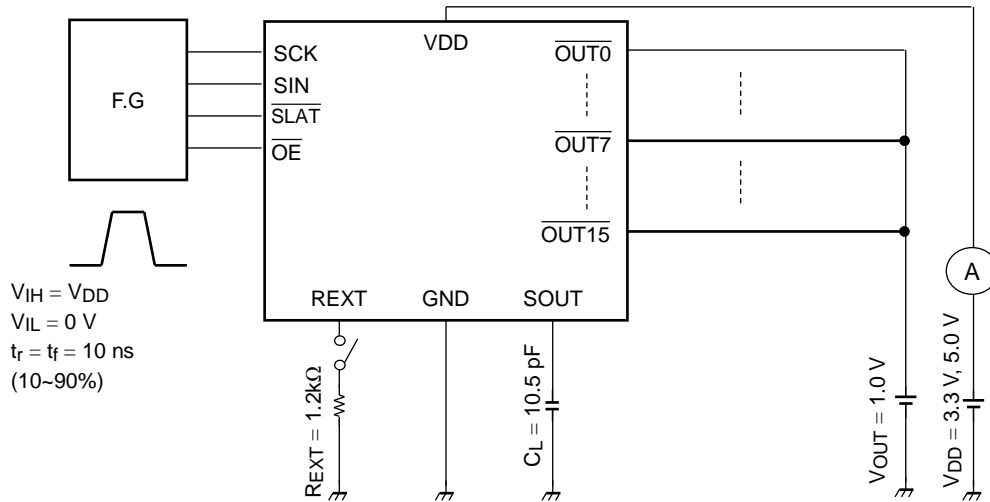 VDD
SCK
SIN
SLAT
OE
F.G
OUT0
OUT7
OUT15
REXT
GND
SOUT
A
VIH = VDD
VIL = 0 V
tr = tf = 10 ns
(10~90%)
REXT = 1.2kΩ
CL = 10.5 pF
VOUT = 1.0 V
VDD = 3.3 V, 5.0 V